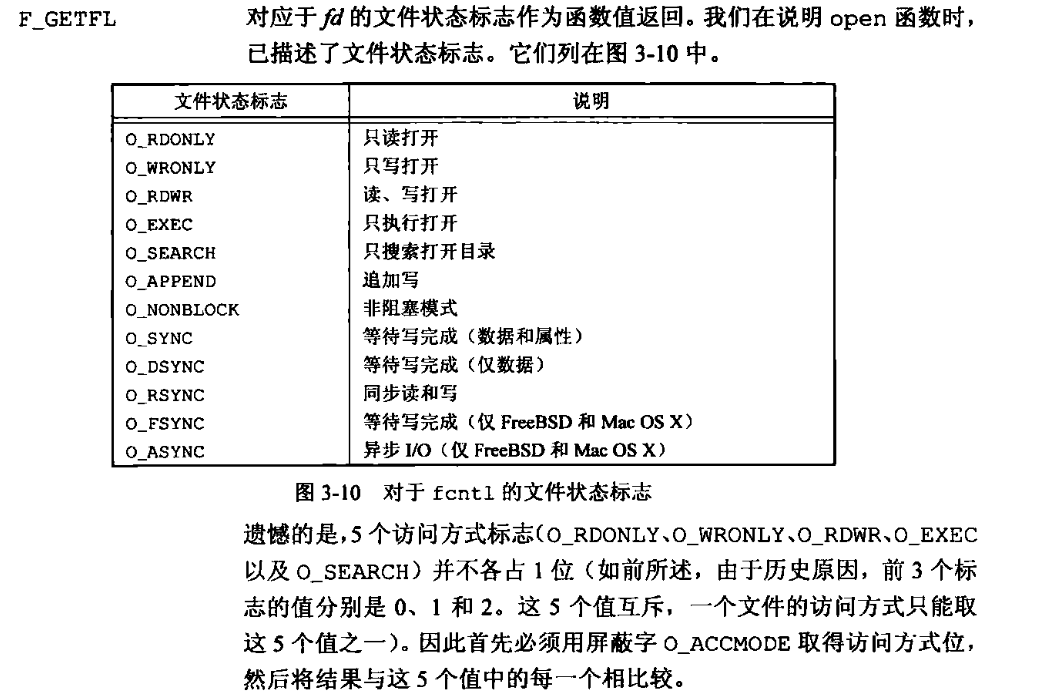 F_GETFL 对应于 fd 的文件状态标志作为函数值返回。我们在说明 open 函数时，
已描述了文件状态标志。它们列在图 3-10 中。
文件状态标志 说明
O_RDONLY 只读打开
O_WRONLY 只写打开
O_RDWR 读、写打开
O_EXEC 只执行打开
O_SEARCH 只搜索打开目录
O_APPEND 追加写
O_NONBLOCK 非阻塞模式
O_SYNC 等待写完成（数据和属性）
O_DSYNC 等待写完成（仅数据）
O_RSYNC 同步读和写
O_FSYNC 等待写完成（仅 FreeBSD 和 Mac OS X）
O_ASYNC 异步 I/O（仅 FreeBSD 和 Mac OS X）
图 3-10 对于 fcntl 的文件状态标志
遗憾的是，5 个访问方式标志（O_RDONLY、O_WRONLY、O_RDWR、O_EXEC
以及 O_SEARCH）并不各占 1 位（如前所述，由于历史原因，前 3 个标
志的值分别是 0、1 和 2。这 5 个值互斥，一个文件的访问方式只能取
这 5 个值之一）。因此首先必须用屏蔽字 O_ACCMODE 取得访问方式位，
然后将结果与这 5 个值中的每一个相比较。